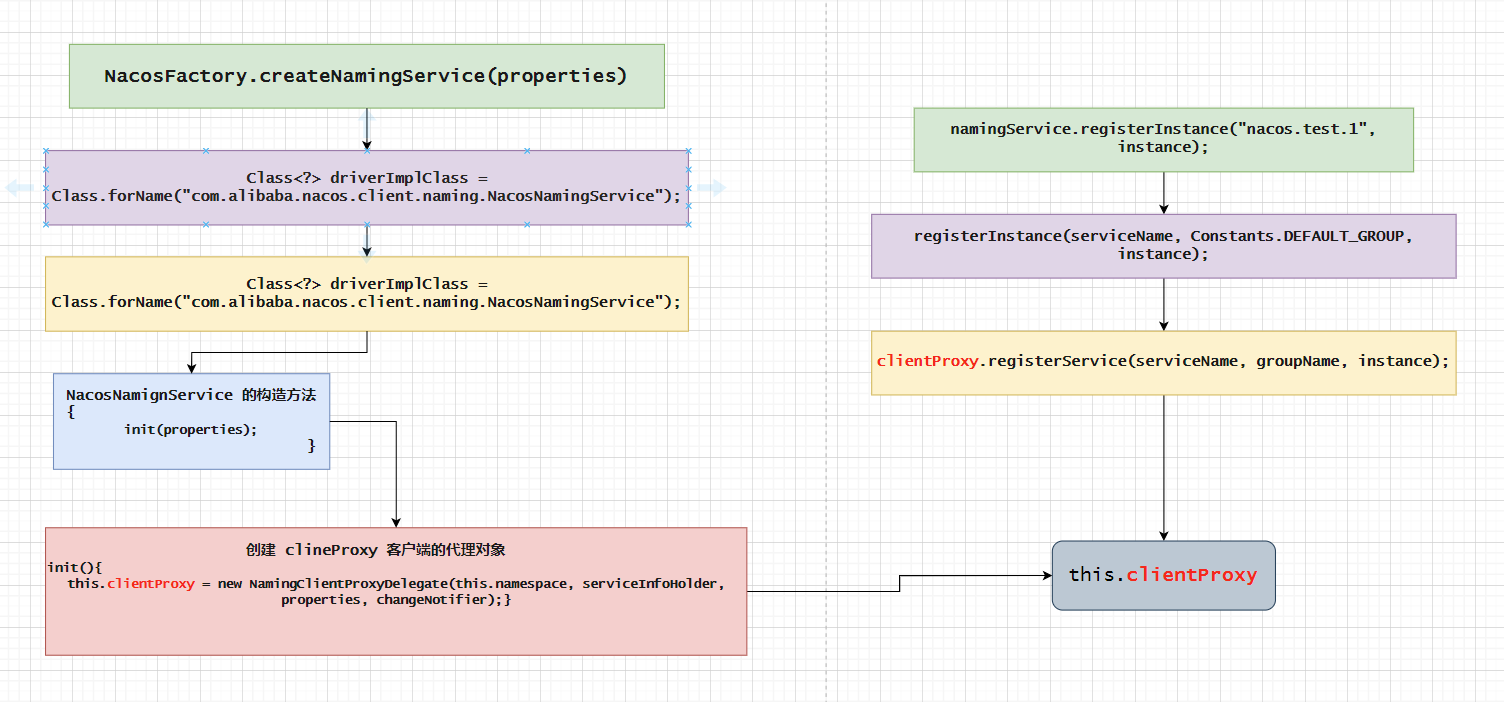 NacosFactory.createNamingService(properties)
Class<?> driverImplClass =
Class.forName("com.alibaba.nacos.client.naming.NacosNamingService");
Class<?> driverImplClass =
Class.forName("com.alibaba.nacos.client.naming.NacosNamingService");
NacosNamignService 的构造方法
{
init(properties);
}
创建 clineProxy 客户端的代理对象
init(){
this.clientProxy = new NamingClientProxyDelegate(this.namespace, serviceInfoHolder,
properties, changeNotifier);}
namingService.registerInstance("nacos.test.1",
instance);
registerInstance(serviceName, Constants.DEFAULT_GROUP,
instance);
clientProxy.registerService(serviceName, groupName, instance);
this.clientProxy